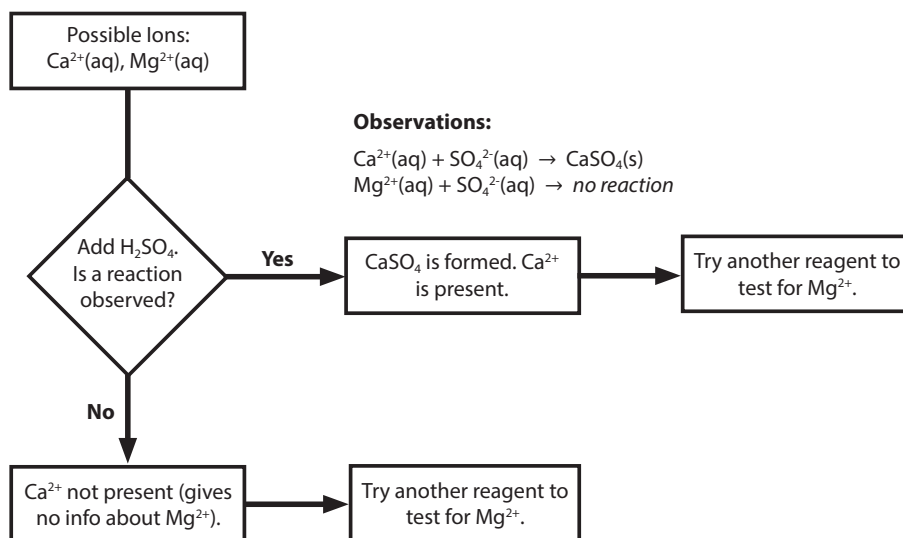 Possible Ions:
Ca²⁺(aq), Mg²⁺(aq)
Observations:
Ca²⁺(aq) + SO₄²⁻(aq) → CaSO₄(s)
Mg²⁺(aq) + SO₄²⁻(aq) → no reaction
Add H₂SO₄.
Is a reaction
observed?
Yes
CaSO₄ is formed. Ca²⁺
is present.
Try another reagent to
test for Mg²⁺.
No
Ca²⁺ not present (gives
no info about Mg²⁺).
Try another reagent to
test for Mg²⁺.